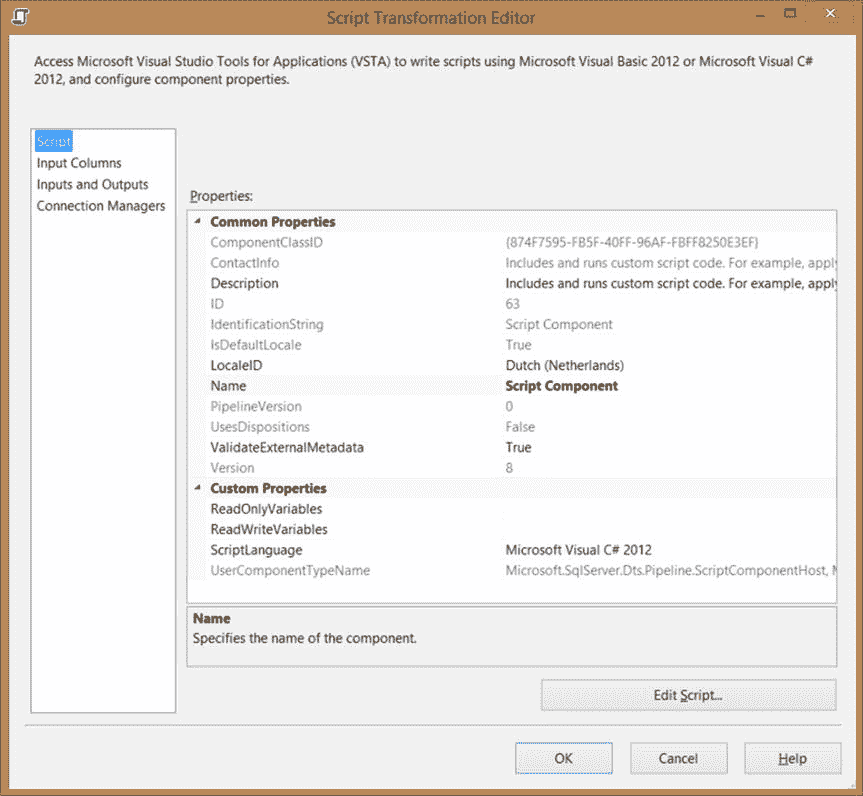 Script Transformation Editor
Access Microsoft Visual Studio Tools for Applications (VSTA) to write scripts using Microsoft Visual Basic 2012 or Microsoft Visual C#
2012, and configure component properties.
Script
Input Columns
Inputs and Outputs
Connection Managers
Properties:
Common Properties
ComponentClassID {874F7595-FB5F-40FF-96AF-FBFF8250E3EF}
ContactInfo Includes and runs custom script code. For example, apply
Description Includes and runs custom script code. For example, apply
ID 63
IdentificationString Script Component
IsDefaultLocale True
LocaleID Dutch (Netherlands)
Name Script Component
PipelineVersion 0
UsesDispositions False
ValidateExternalMetadata True
Version 8
Custom Properties
ReadOnlyVariables
ReadWriteVariables
ScriptLanguage Microsoft Visual C# 2012
UserComponentTypeName Microsoft.SqlServer.Dts.Pipeline.ScriptComponentHost,
Name
Specifies the name of the component.
Edit Script...
OK
Cancel
Help